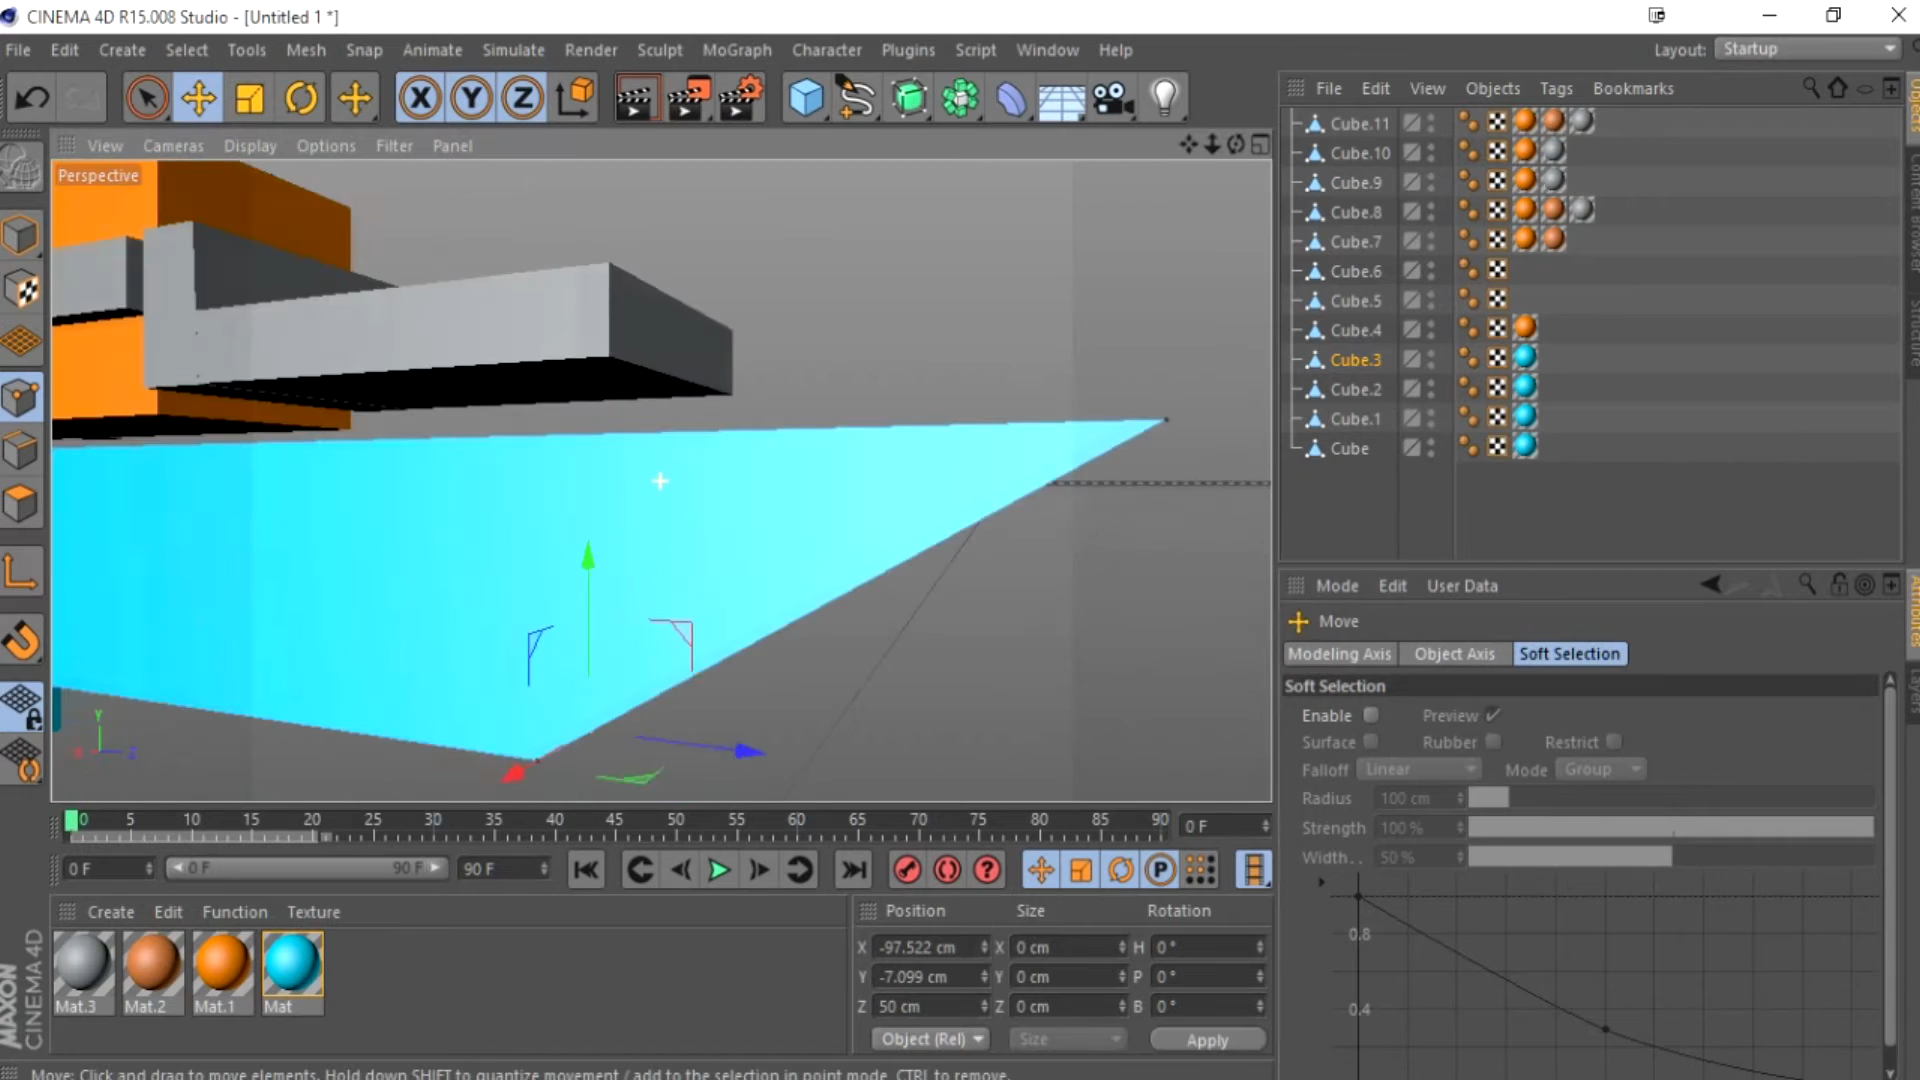 CINEMA 4D R15.008 Studio - [Untitled 1 *]
File Edit Create Select Tools Mesh Snap Animate Simulate Render Sculpt MoGraph Character Plugins Script Window Help
Layout: Startup
X Y Z
View Cameras Display Options Filter Panel
Perspective
Y
X Z
File Edit View Objects Tags Bookmarks
Cube.11
Cube.10
Cube.9
Cube.8
Cube.7
Cube.6
Cube.5
Cube.4
Cube.3
Cube.2
Cube.1
Cube
Objects
Content Browser
Structure
Mode Edit User Data
Move
Modeling Axis Object Axis Soft Selection
Soft Selection
Enable Preview
Surface Rubber Restrict
Falloff Linear Mode Group
Radius 100 cm
Strength 100 %
Width.. 50 %
0.8
0.4
Attributes
Layers
0 5 10 15 20 25 30 35 40 45 50 55 60 65 70 75 80 85 90 0 F
0 F 0 F 90 F 90 F
P
Create Edit Function Texture
Mat.3 Mat.2 Mat.1 Mat
MAXON
CINEMA 4D
Position Size Rotation
X -97.522 cm X 0 cm H 0 °
Y -7.099 cm Y 0 cm P 0 °
Z 50 cm Z 0 cm B 0 °
Object (Rel) Size Apply
Move: Click and drag to move elements. Hold down SHIFT to quantize movement / add to the selection in point mode, CTRL to remove.